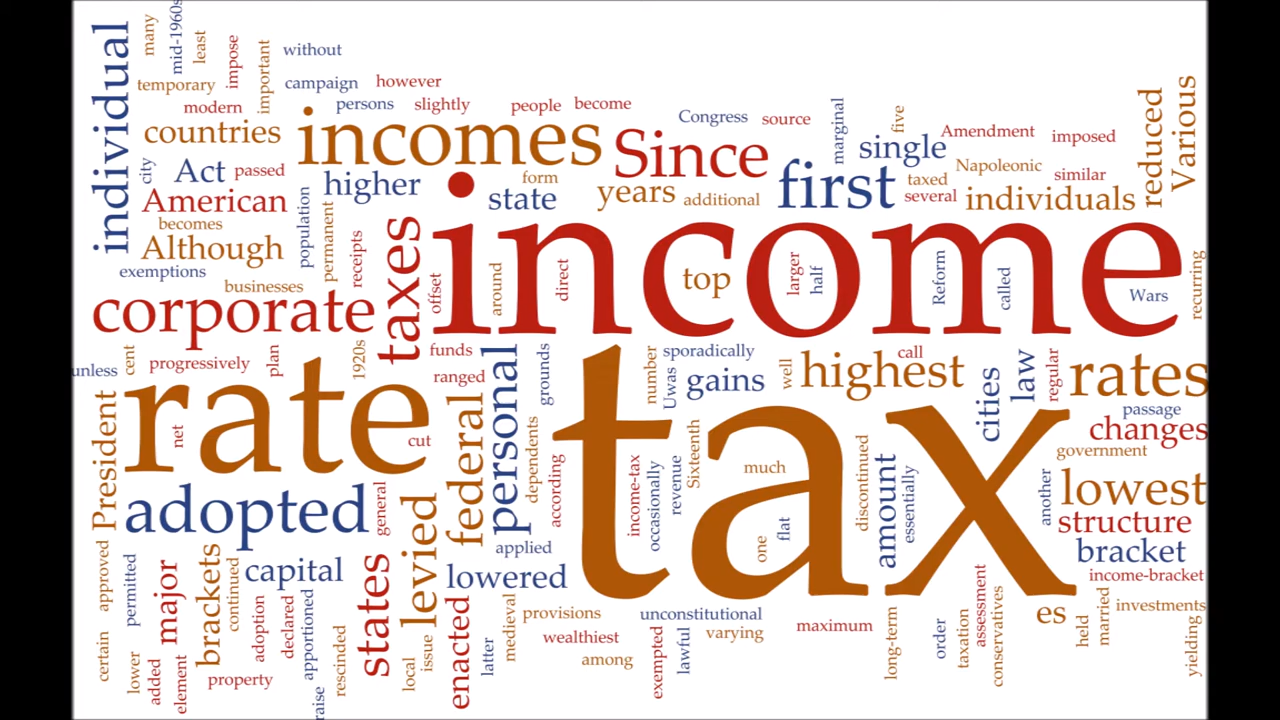 individual
many
mid-1960s
least
impose
important
without
temporary
campaign
however
modern
persons
slightly
people
become
countries
incomes
Since
Congress
source
marginal
five
single
Amendment
imposed
reduced
Various
city
Act
passed
higher
form
state
years
additional
first
taxed
several
Napoleonic
similar
individuals
American
becomes
population
permanent
receipts
taxes
income
Although
exemptions
businesses
corporate
offset
around
direct
top
larger
half
Reform
called
Wars
recurring
unless
cent
progressively
plan
1920s
funds
ranged
personal
grounds
number
sporadically
Uwas
gains
well
highest
call
cities
law
regular
rates
passage
changes
government
President
rate
net
cut
federal
dependents
according
tax
income-tax
occasionally
revenue
Sixteenth
much
one
flat
discontinued
amount
essentially
another
lowest
structure
bracket
income-bracket
adopted
general
levied
applied
lowered
approved
permitted
major
brackets
continued
capital
states
enacted
latter
medieval
provisions
unconstitutional
wealthiest
among
exempted
lawful
varying
maximum
long-term
order
taxation
assessment
conservatives
es
held
married
investments
yielding
certain
lower
added
element
property
adoption
declared
apportioned
raise
rescinded
local
issue